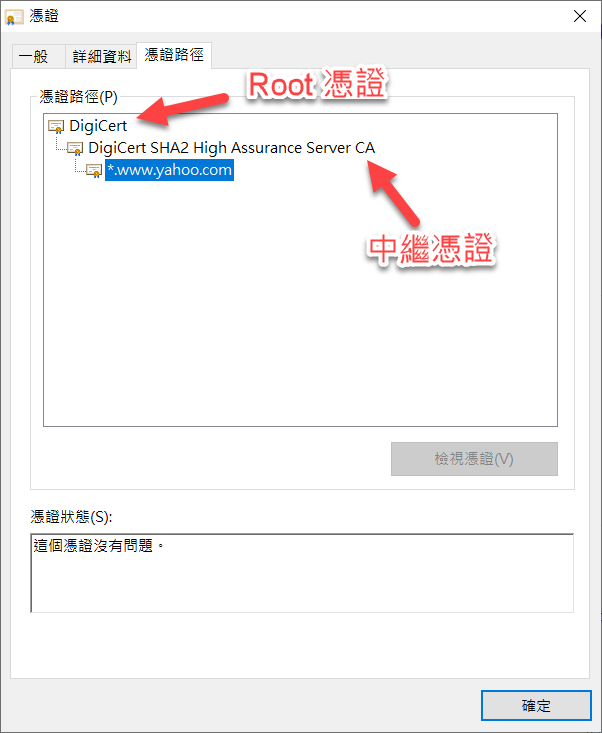 憑證
一般
詳細資料
憑證路徑
憑證路徑(P)
Root 憑證
DigiCert
DigiCert SHA2 High Assurance Server CA
*.www.yahoo.com
中繼憑證
檢視憑證(V)
憑證狀態(S):
這個憑證沒有問題。
確定